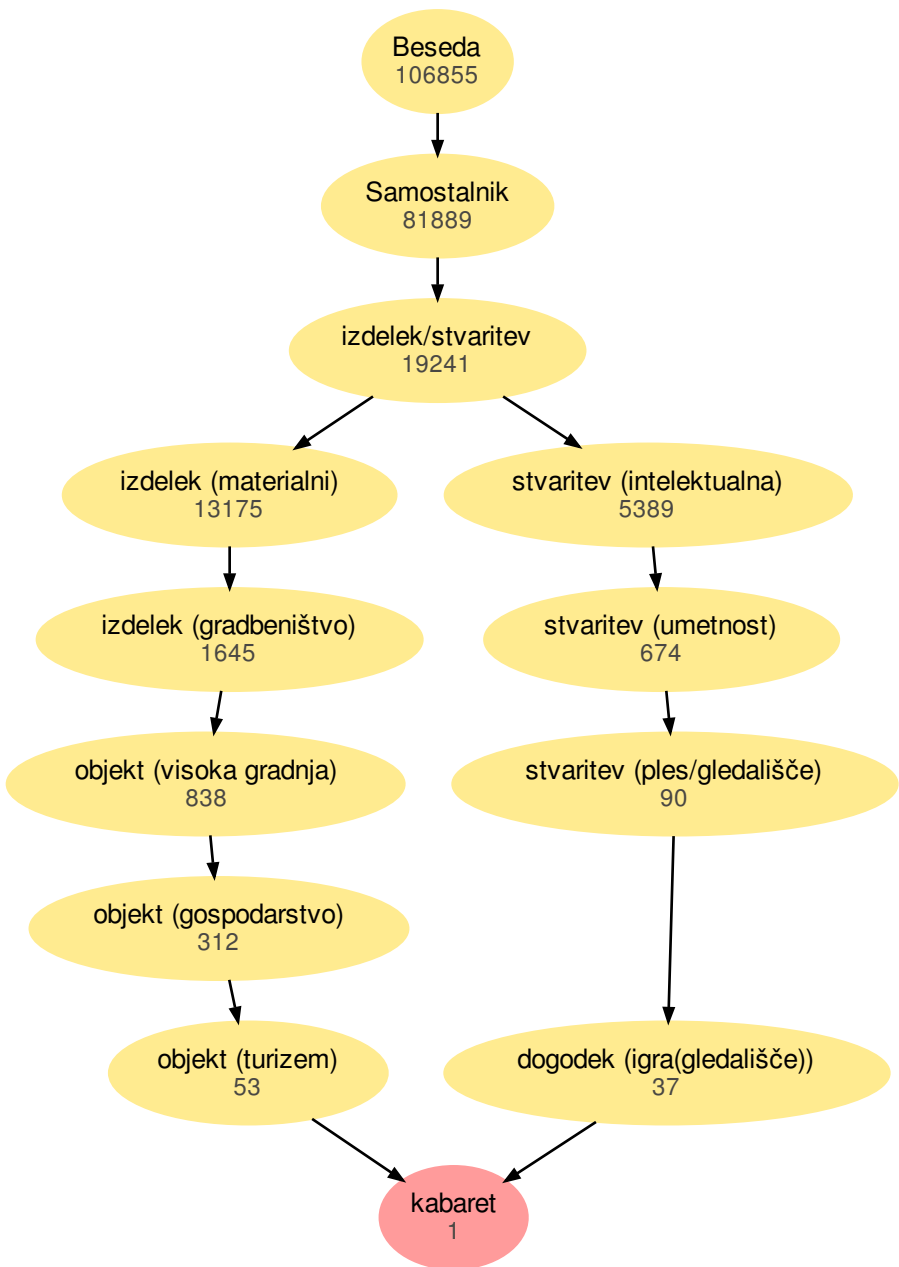 Beseda
106855
Samostalnik
81889
izdelek/stvaritev
19241
izdelek (materialni)
13175
stvaritev (intelektualna)
5389
izdelek (gradbeništvo)
1645
stvaritev (umetnost)
674
objekt (visoka gradnja)
838
stvaritev (ples/gledališče)
90
objekt (gospodarstvo)
312
objekt (turizem)
53
dogodek (igra(gledališče))
37
kabaret
1